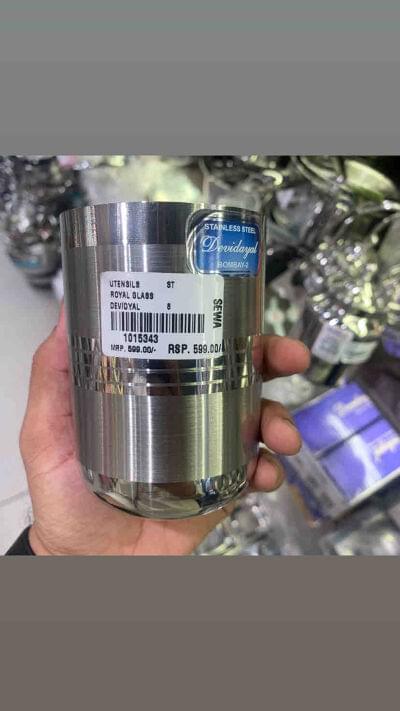 STAINLESS STEEL
Devidayal
BOMBAY-2
UTENSILS ST
ROYAL GLASS
DEVIDYAL 6
SEWA
1015343
MRP. 599.00/- RSP. 599.00/-